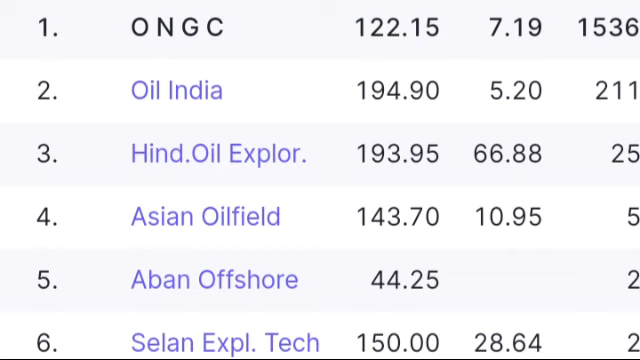 1. O N G C 122.15 7.19 1536
2. Oil India 194.90 5.20 211
3. Hind.Oil Explor. 193.95 66.88 25
4. Asian Oilfield 143.70 10.95 5
5. Aban Offshore 44.25 2
6. Selan Expl. Tech 150.00 28.64 2